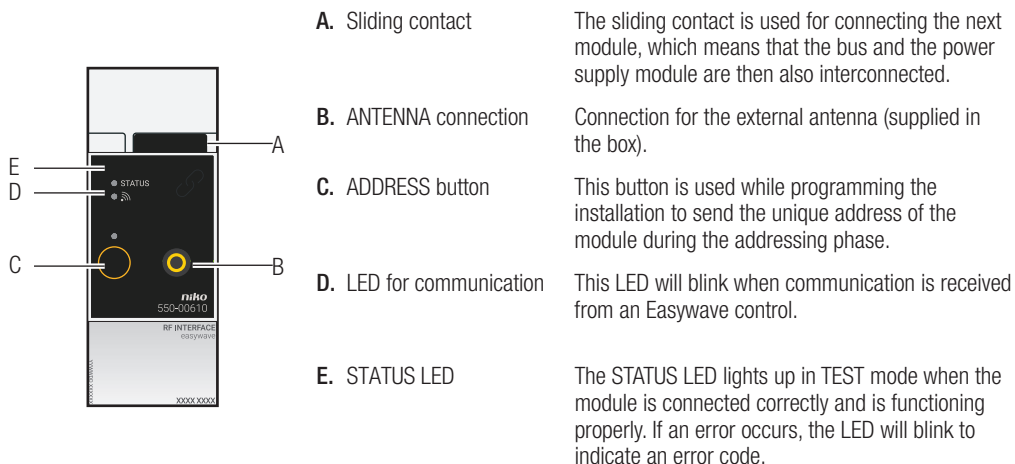 A. Sliding contact
The sliding contact is used for connecting the next
module, which means that the bus and the power
supply module are then also interconnected.
B. ANTENNA connection
Connection for the external antenna (supplied in
the box).
C. ADDRESS button
This button is used while programming the
installation to send the unique address of the
module during the addressing phase.
D. LED for communication
This LED will blink when communication is received
from an Easywave control.
E. STATUS LED
The STATUS LED lights up in TEST mode when the
module is connected correctly and is functioning
properly. If an error occurs, the LED will blink to
indicate an error code.
A
E
STATUS
D
C
B
niko
550-00610
RF INTERFACE
easywave
XXXX XXXX